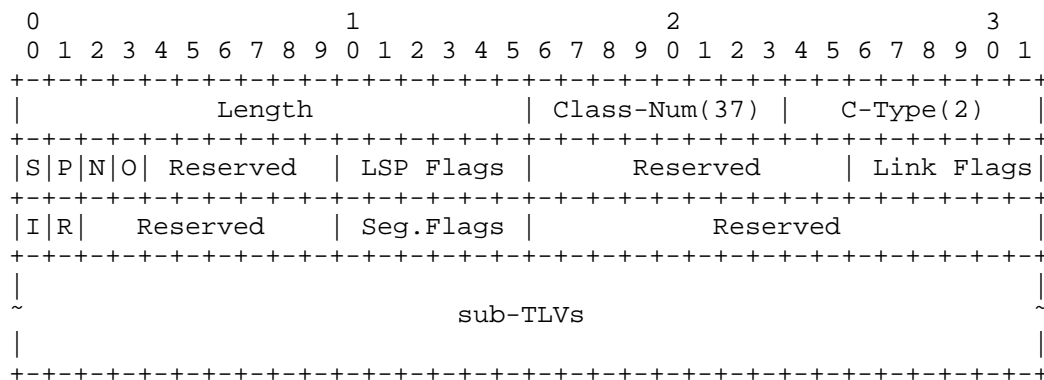 0                   1                   2                   3
 0 1 2 3 4 5 6 7 8 9 0 1 2 3 4 5 6 7 8 9 0 1 2 3 4 5 6 7 8 9 0 1
+-+-+-+-+-+-+-+-+-+-+-+-+-+-+-+-+-+-+-+-+-+-+-+-+-+-+-+-+-+-+-+-+
|            Length             | Class-Num(37) |   C-Type(2)   |
+-+-+-+-+-+-+-+-+-+-+-+-+-+-+-+-+-+-+-+-+-+-+-+-+-+-+-+-+-+-+-+-+
|S|P|N|O| Reserved  | LSP Flags |      Reserved     | Link Flags|
+-+-+-+-+-+-+-+-+-+-+-+-+-+-+-+-+-+-+-+-+-+-+-+-+-+-+-+-+-+-+-+-+
|I|R|   Reserved    | Seg.Flags |           Reserved            |
+-+-+-+-+-+-+-+-+-+-+-+-+-+-+-+-+-+-+-+-+-+-+-+-+-+-+-+-+-+-+-+-+
|                                                               |
~                           sub-TLVs                            ~
|                                                               |
+-+-+-+-+-+-+-+-+-+-+-+-+-+-+-+-+-+-+-+-+-+-+-+-+-+-+-+-+-+-+-+-+